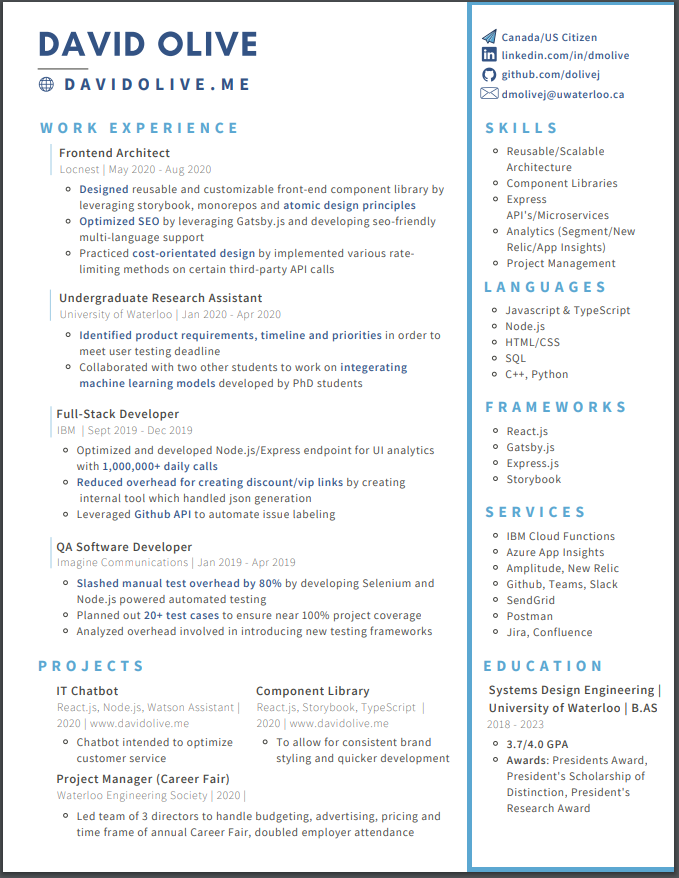 DAVID OLIVE
DAVIDOLIVE.ME
WORK EXPERIENCE
Frontend Architect
Locnest | May 2020 - Aug 2020
Designed reusable and customizable front-end component library by
leveraging storybook, monorepos and atomic design principles
Optimized SEO by leveraging Gatsby.js and developing seo-friendly
multi-language support
Practiced cost-orientated design by implemented various rate-
limiting methods on certain third-party API calls
Undergraduate Research Assistant
University of Waterloo | Jan 2020 - Apr 2020
Identified product requirements, timeline and priorities in order to
meet user testing deadline
Collaborated with two other students to work on integerating
machine learning models developed by PhD students
Full-Stack Developer
IBM | Sept 2019 - Dec 2019
Optimized and developed Node.js/Express endpoint for UI analytics
with 1,000,000+ daily calls
Reduced overhead for creating discount/vip links by creating
internal tool which handled json generation
Leveraged Github API to automate issue labeling
QA Software Developer
Imagine Communications | Jan 2019 - Apr 2019
Slashed manual test overhead by 80% by developing Selenium and
Node.js powered automated testing
Planned out 20+ test cases to ensure near 100% project coverage
Analyzed overhead involved in introducing new testing frameworks
PROJECTS
IT Chatbot
React.js, Node.js, Watson Assistant |
2020 | www.davidolive.me
Chatbot intended to optimize
customer service
Component Library
React.js, Storybook, TypeScript |
2020 | www.davidolive.me
To allow for consistent brand
styling and quicker development
Project Manager (Career Fair)
Waterloo Engineering Society | 2020 |
Led team of 3 directors to handle budgeting, advertising, pricing and
time frame of annual Career Fair, doubled employer attendance
Canada/US Citizen
linkedin.com/in/dmolive
github.com/dolivej
dmolivej@uwaterloo.ca
SKILLS
Reusable/Scalable
Architecture
Component Libraries
Express
API's/Microservices
Analytics (Segment/New
Relic/App Insights)
Project Management
LANGUAGES
Javascript & TypeScript
Node.js
HTML/CSS
SQL
C++, Python
FRAMEWORKS
React.js
Gatsby.js
Express.js
Storybook
SERVICES
IBM Cloud Functions
Azure App Insights
Amplitude, New Relic
Github, Teams, Slack
SendGrid
Postman
Jira, Confluence
EDUCATION
Systems Design Engineering |
University of Waterloo | B.AS
2018 - 2023
3.7/4.0 GPA
Awards: Presidents Award,
President's Scholarship of
Distinction, President's
Research Award